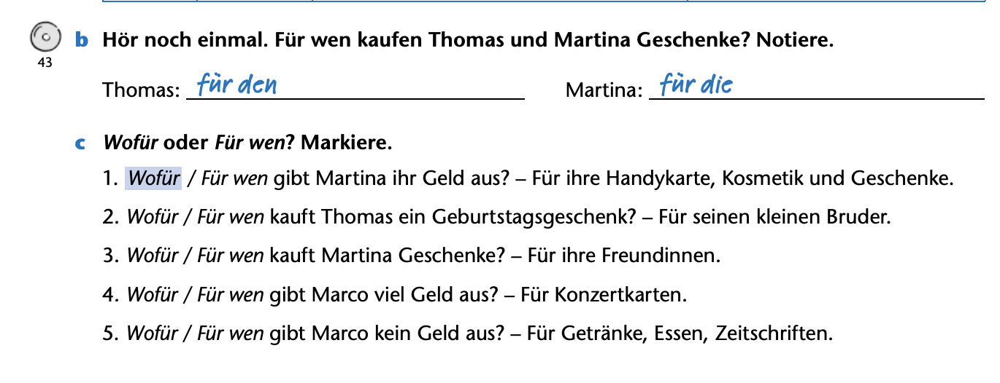 b Hör noch einmal. Für wen kaufen Thomas und Martina Geschenke? Notiere.
43
Thomas: für den Martina: für die
c Wofür oder Für wen? Markiere.
1. Wofür / Für wen gibt Martina ihr Geld aus? – Für ihre Handykarte, Kosmetik und Geschenke.
2. Wofür / Für wen kauft Thomas ein Geburtstagsgeschenk? – Für seinen kleinen Bruder.
3. Wofür / Für wen kauft Martina Geschenke? – Für ihre Freundinnen.
4. Wofür / Für wen gibt Marco viel Geld aus? – Für Konzertkarten.
5. Wofür / Für wen gibt Marco kein Geld aus? – Für Getränke, Essen, Zeitschriften.